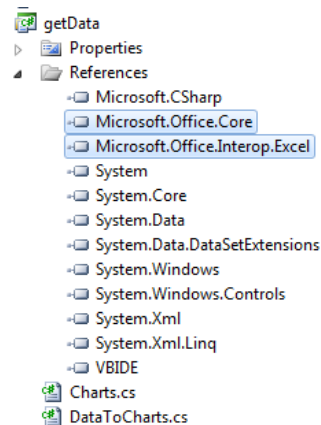 getData
Properties
References
Microsoft.CSharp
Microsoft.Office.Core
Microsoft.Office.Interop.Excel
System
System.Core
System.Data
System.Data.DataSetExtensions
System.Windows
System.Windows.Controls
System.Xml
System.Xml.Linq
VBIDE
Charts.cs
DataToCharts.cs